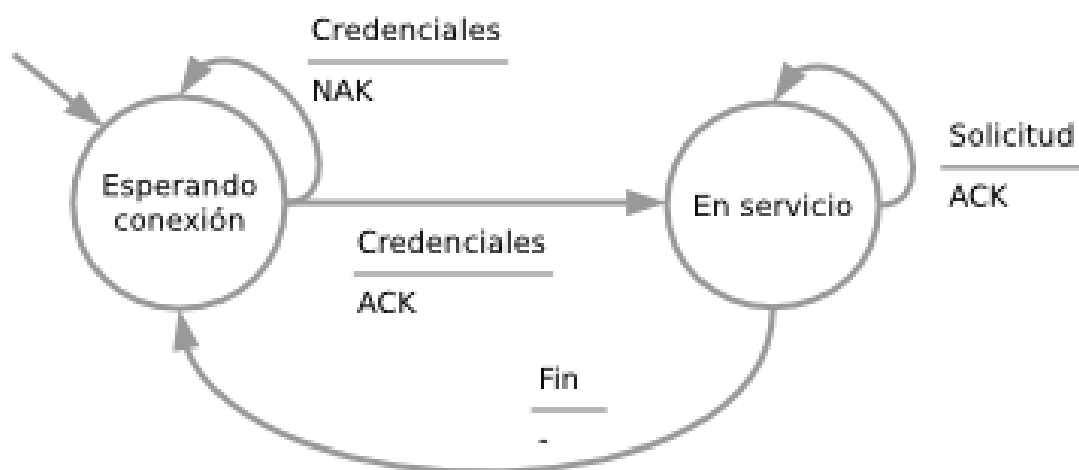 Credenciales
NAK
Esperando
conexión
Credenciales
ACK
En servicio
Solicitud
ACK
Fin
-